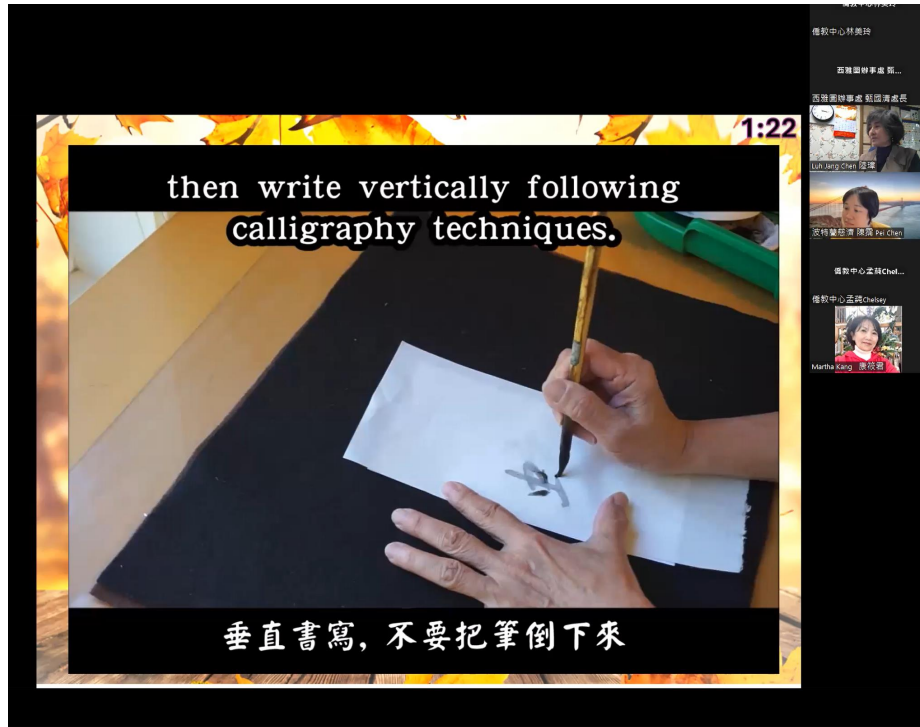 1:22
then write vertically following
calligraphy techniques.
垂直書寫, 不要把筆倒下來
僑教中心林美玲
西雅圖辦事處 甄...
西雅圖辦事處 甄國清處長
Luh Jang Chen 陸瑋
波特蘭慈濟 陳霈 Pei Chen
僑教中心孟純Chel...
僑教中心孟純Chelsey
Martha Kang 康筱君